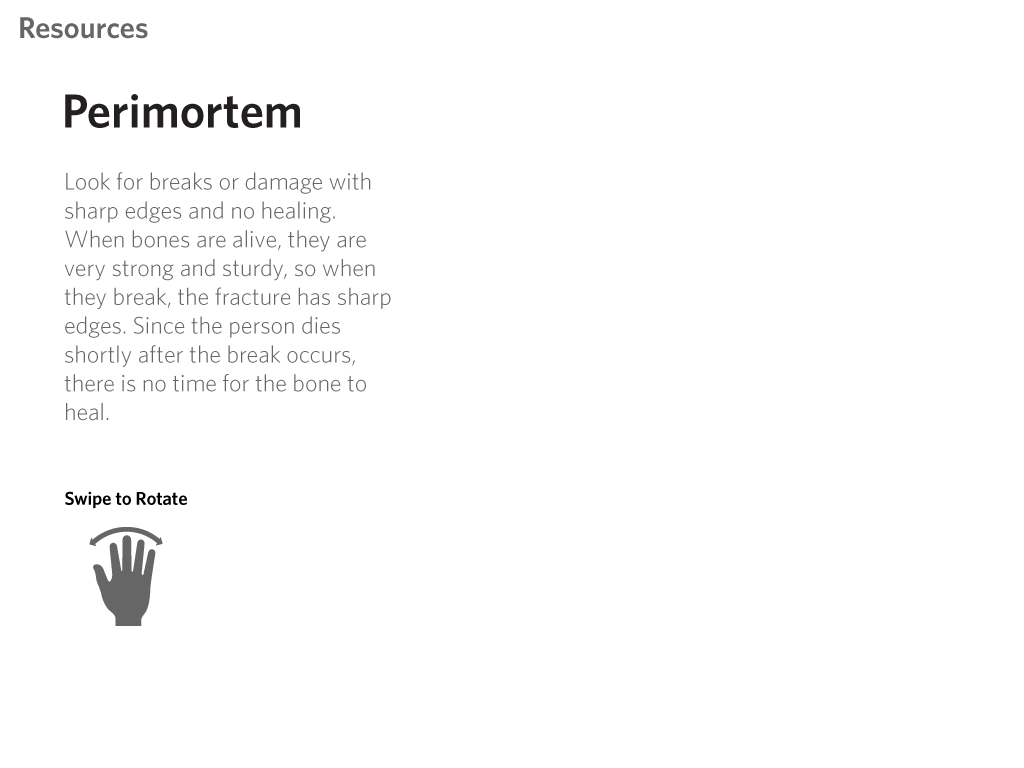 Resources
Perimortem
Look for breaks or damage with
sharp edges and no healing.
When bones are alive, they are
very strong and sturdy, so when
they break, the fracture has sharp
edges. Since the person dies
shortly after the break occurs,
there is no time for the bone to
heal.
Swipe to Rotate